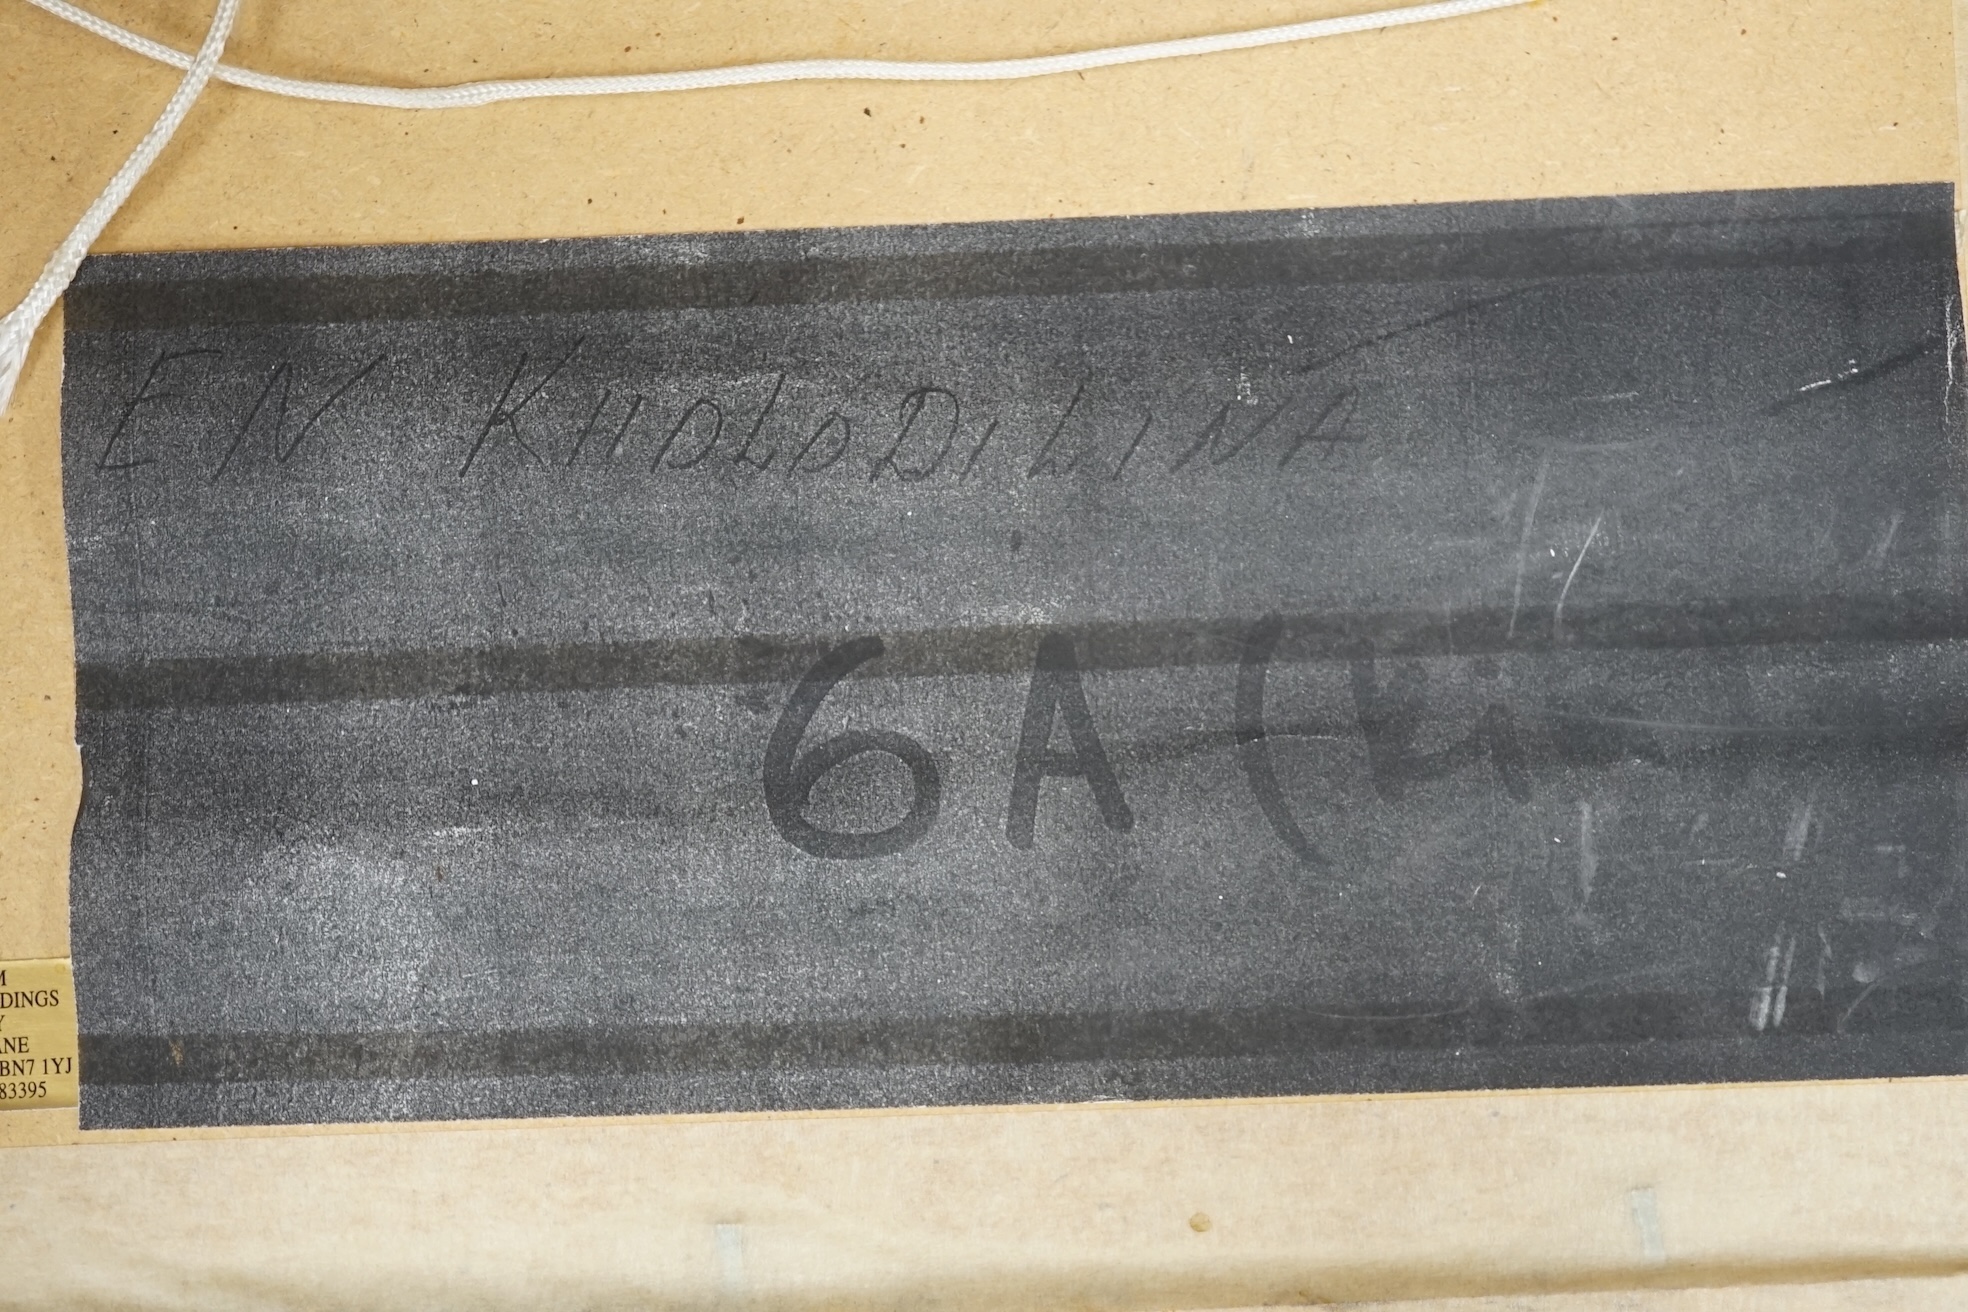 EN KHOLODILINA
6A (
M
DINGS
Y
ANE
BN7 1YJ
83395